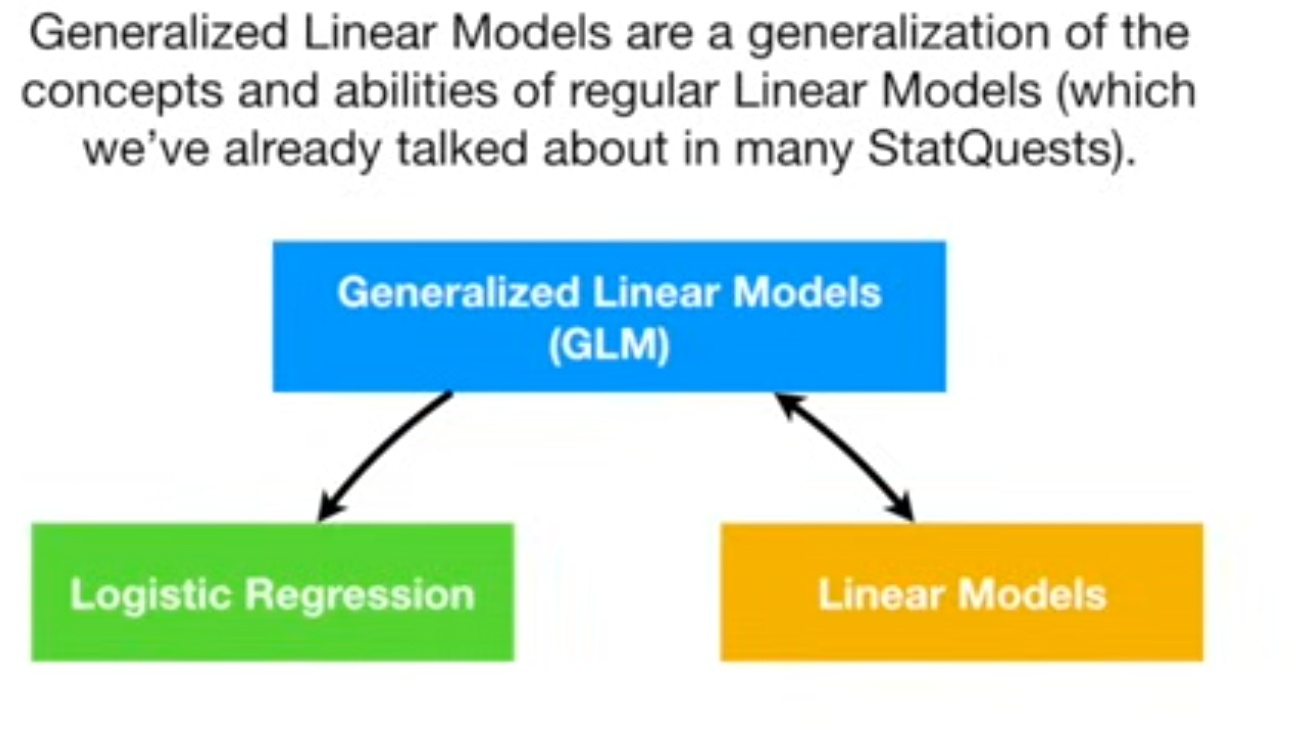 Generalized Linear Models are a generalization of the
concepts and abilities of regular Linear Models (which
we’ve already talked about in many StatQuests).
Generalized Linear Models
(GLM)
Logistic Regression
Linear Models